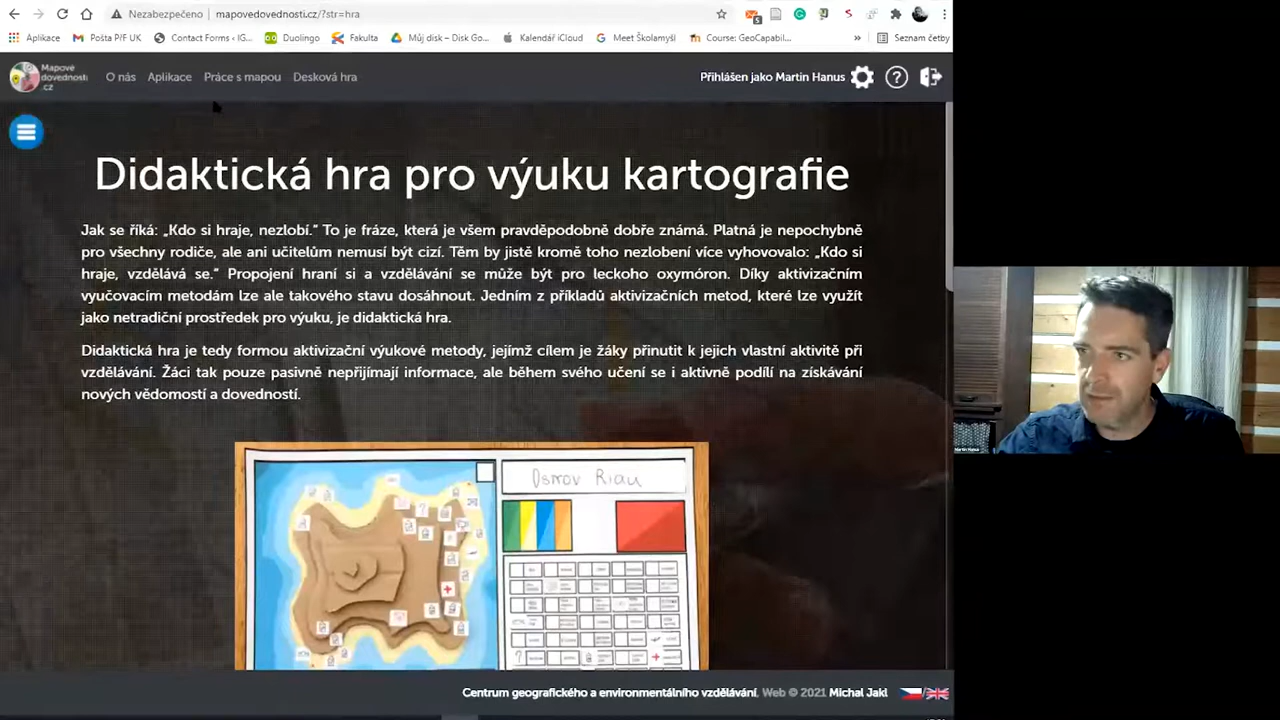 Nezabezpečeno | mapovedovednosti.cz/?str=hra
Aplikace Pošta PřF UK Contact Forms ‹ IG... Duolingo Fakulta Můj disk – Disk Go... Kalendář iCloud Meet Školamyší Course: GeoCapabil... » Seznam četby
Mapové
dovednosti
.cz
O nás Aplikace Práce s mapou Desková hra Přihlášen jako Martin Hanus
Didaktická hra pro výuku kartografie
Jak se říká: „Kdo si hraje, nezlobí.“ To je fráze, která je všem pravděpodobně dobře známá. Platná je nepochybně
pro všechny rodiče, ale ani učitelům nemusí být cizí. Těm by jistě kromě toho nezlobení více vyhovovalo: „Kdo si
hraje, vzdělává se.“ Propojení hraní si a vzdělávání se může být pro leckoho oxymóron. Díky aktivizačním
vyučovacím metodám lze ale takového stavu dosáhnout. Jedním z příkladů aktivizačních metod, které lze využít
jako netradiční prostředek pro výuku, je didaktická hra.
Didaktická hra je tedy formou aktivizační výukové metody, jejímž cílem je žáky přinutit k jejich vlastní aktivitě při
vzdělávání. Žáci tak pouze pasivně nepřijímají informace, ale během svého učení se i aktivně podílí na získávání
nových vědomostí a dovedností.
Ostrov Riau
Martin Hanus
Centrum geografického a environmentálního vzdělávání, Web © 2021 Michal Jakl